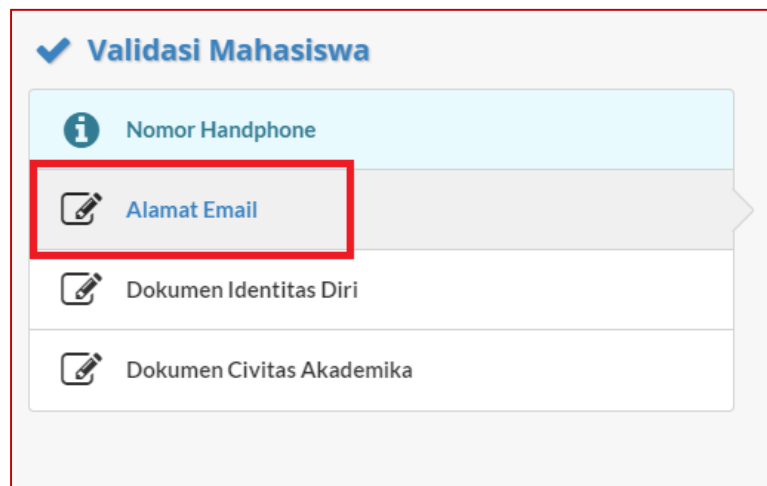 Validasi Mahasiswa
Nomor Handphone
Alamat Email
Dokumen Identitas Diri
Dokumen Civitas Akademika